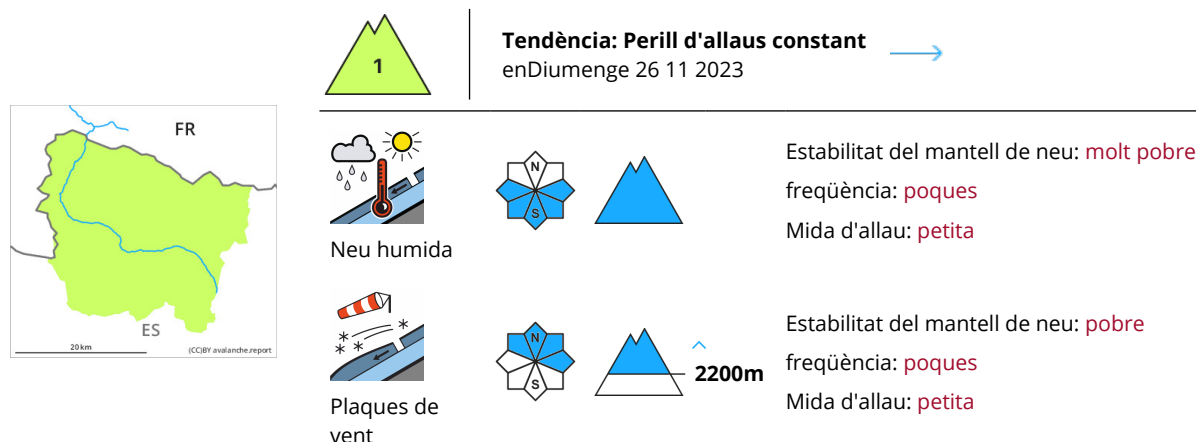 1
Tendència: Perill d'allaus constant
enDiumenge 26 11 2023
FR
ES
20 km
(CC)BY avalanche.report
Neu humida
N
S
Estabilitat del mantell de neu: molt pobre
freqüència: poques
Mida d'allau: petita
Plaques de
vent
N
S
2200m
Estabilitat del mantell de neu: pobre
freqüència: poques
Mida d'allau: petita